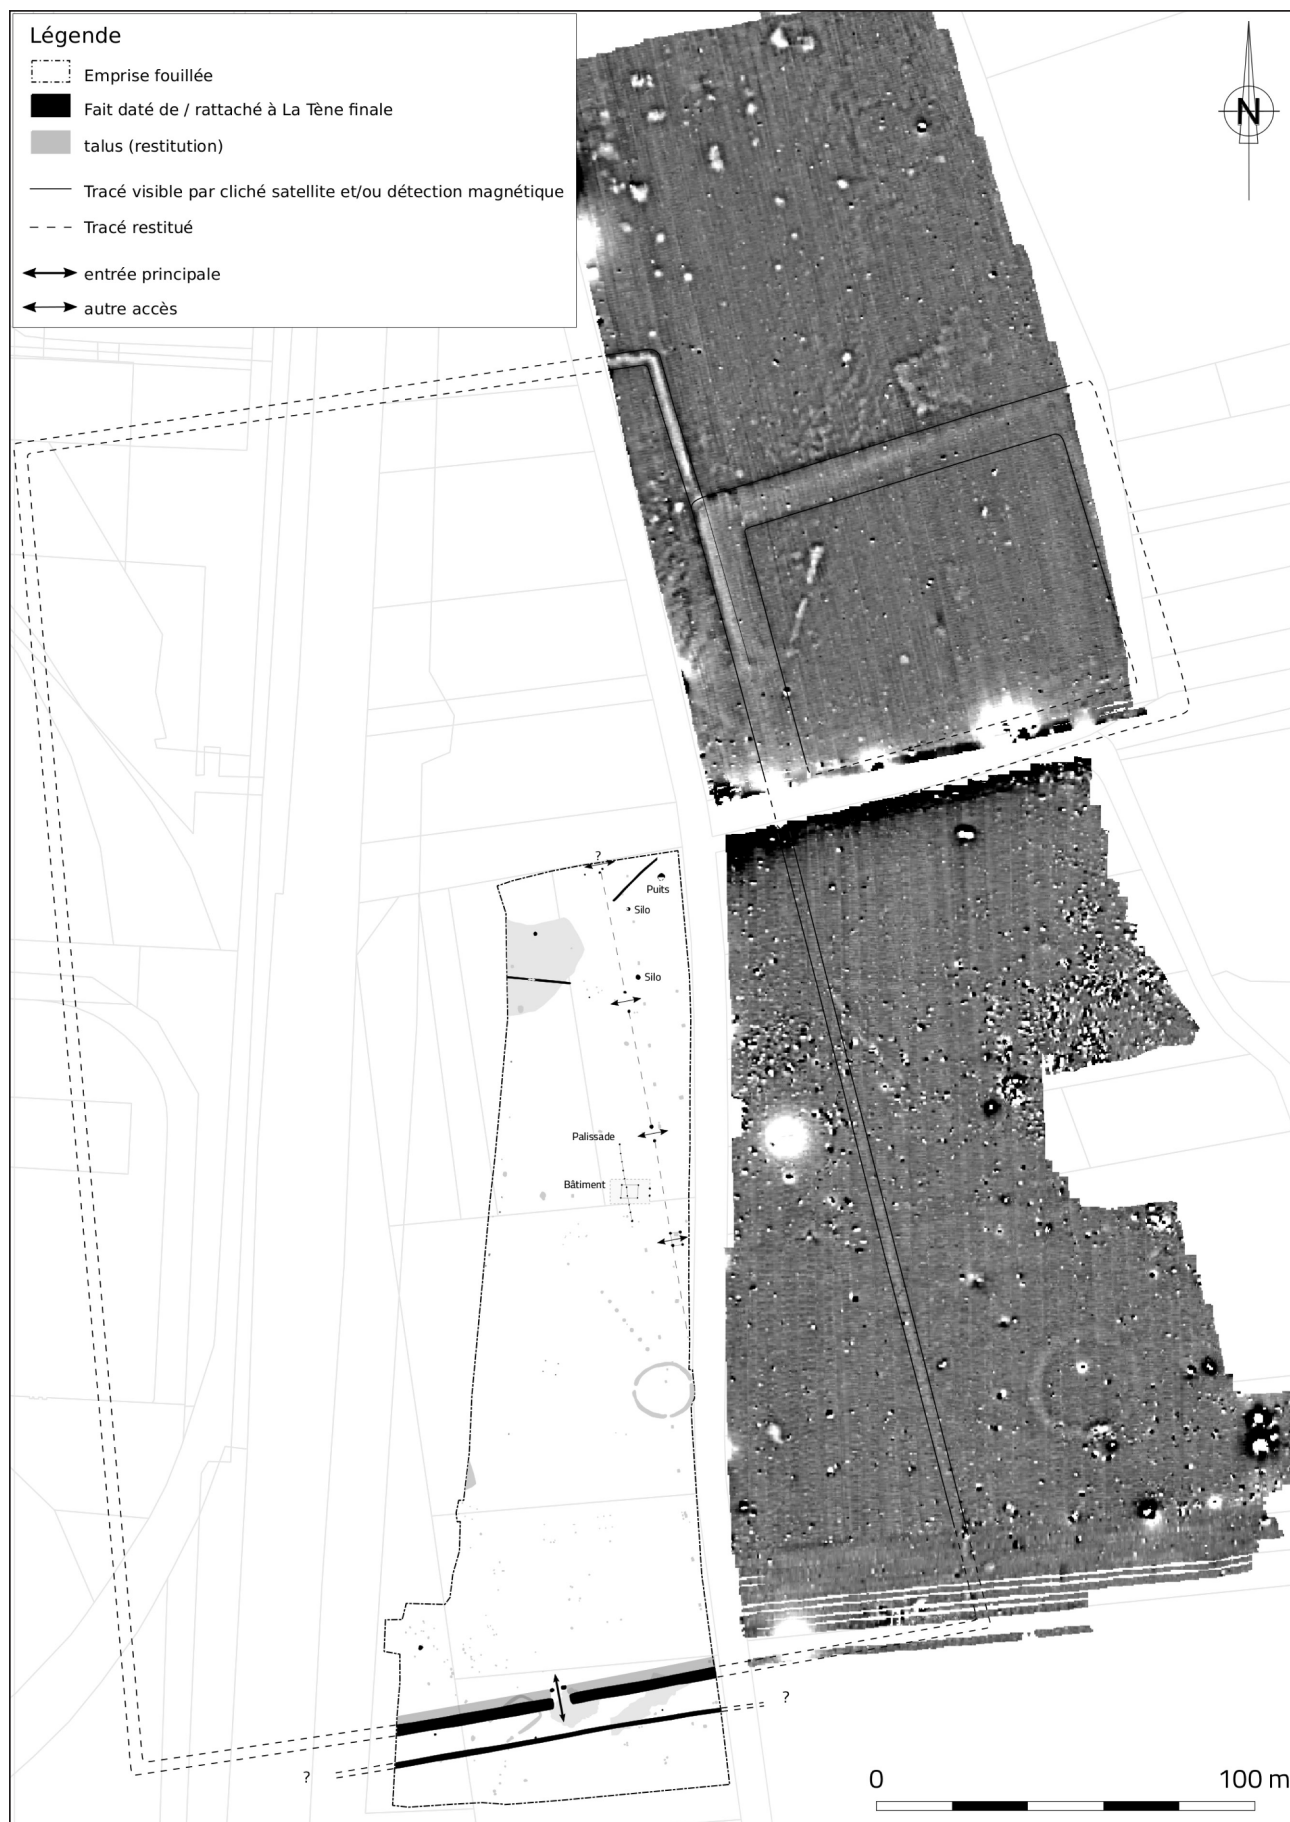 Légende
Emprise fouillée
Fait daté de / rattaché à La Tène finale
talus (restitution)
Tracé visible par cliché satellite et/ou détection magnétique
Tracé restitué
entrée principale
autre accès
N
?
Puits
Silo
Silo
Palissade
Bâtiment
?
?
0 100 m